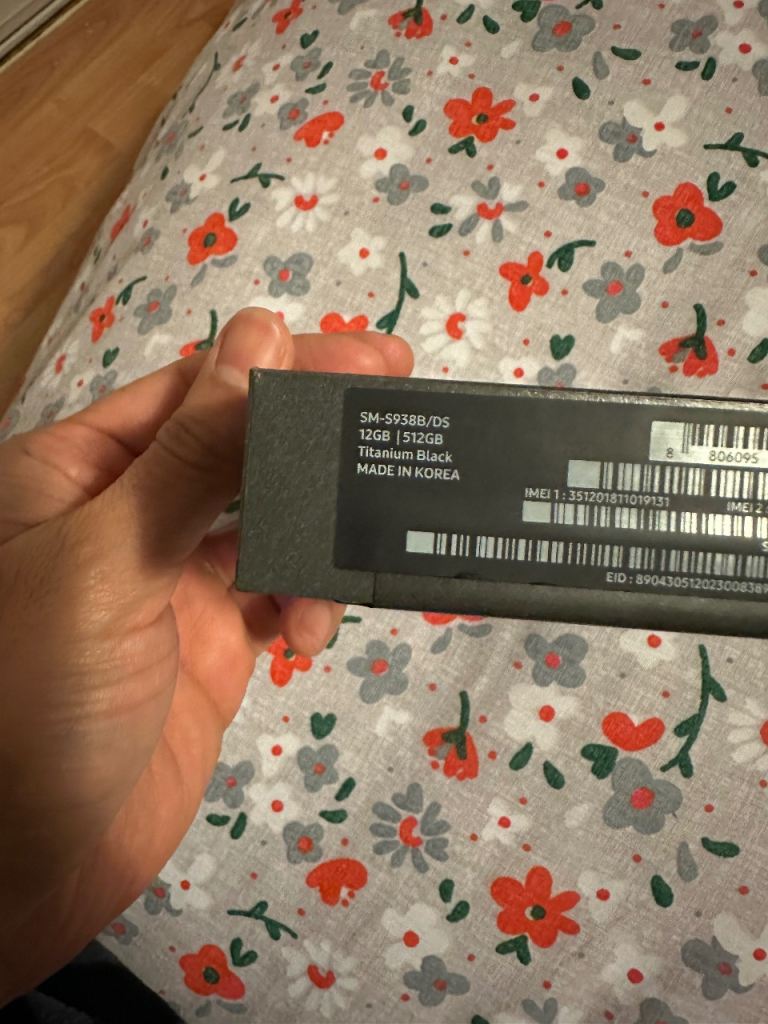 SM-S938B/DS
12GB | 512GB
Titanium Black
MADE IN KOREA
8 806095
IMEI 1 : 351201811019131
IMEI 2
EID : 8904305120230083